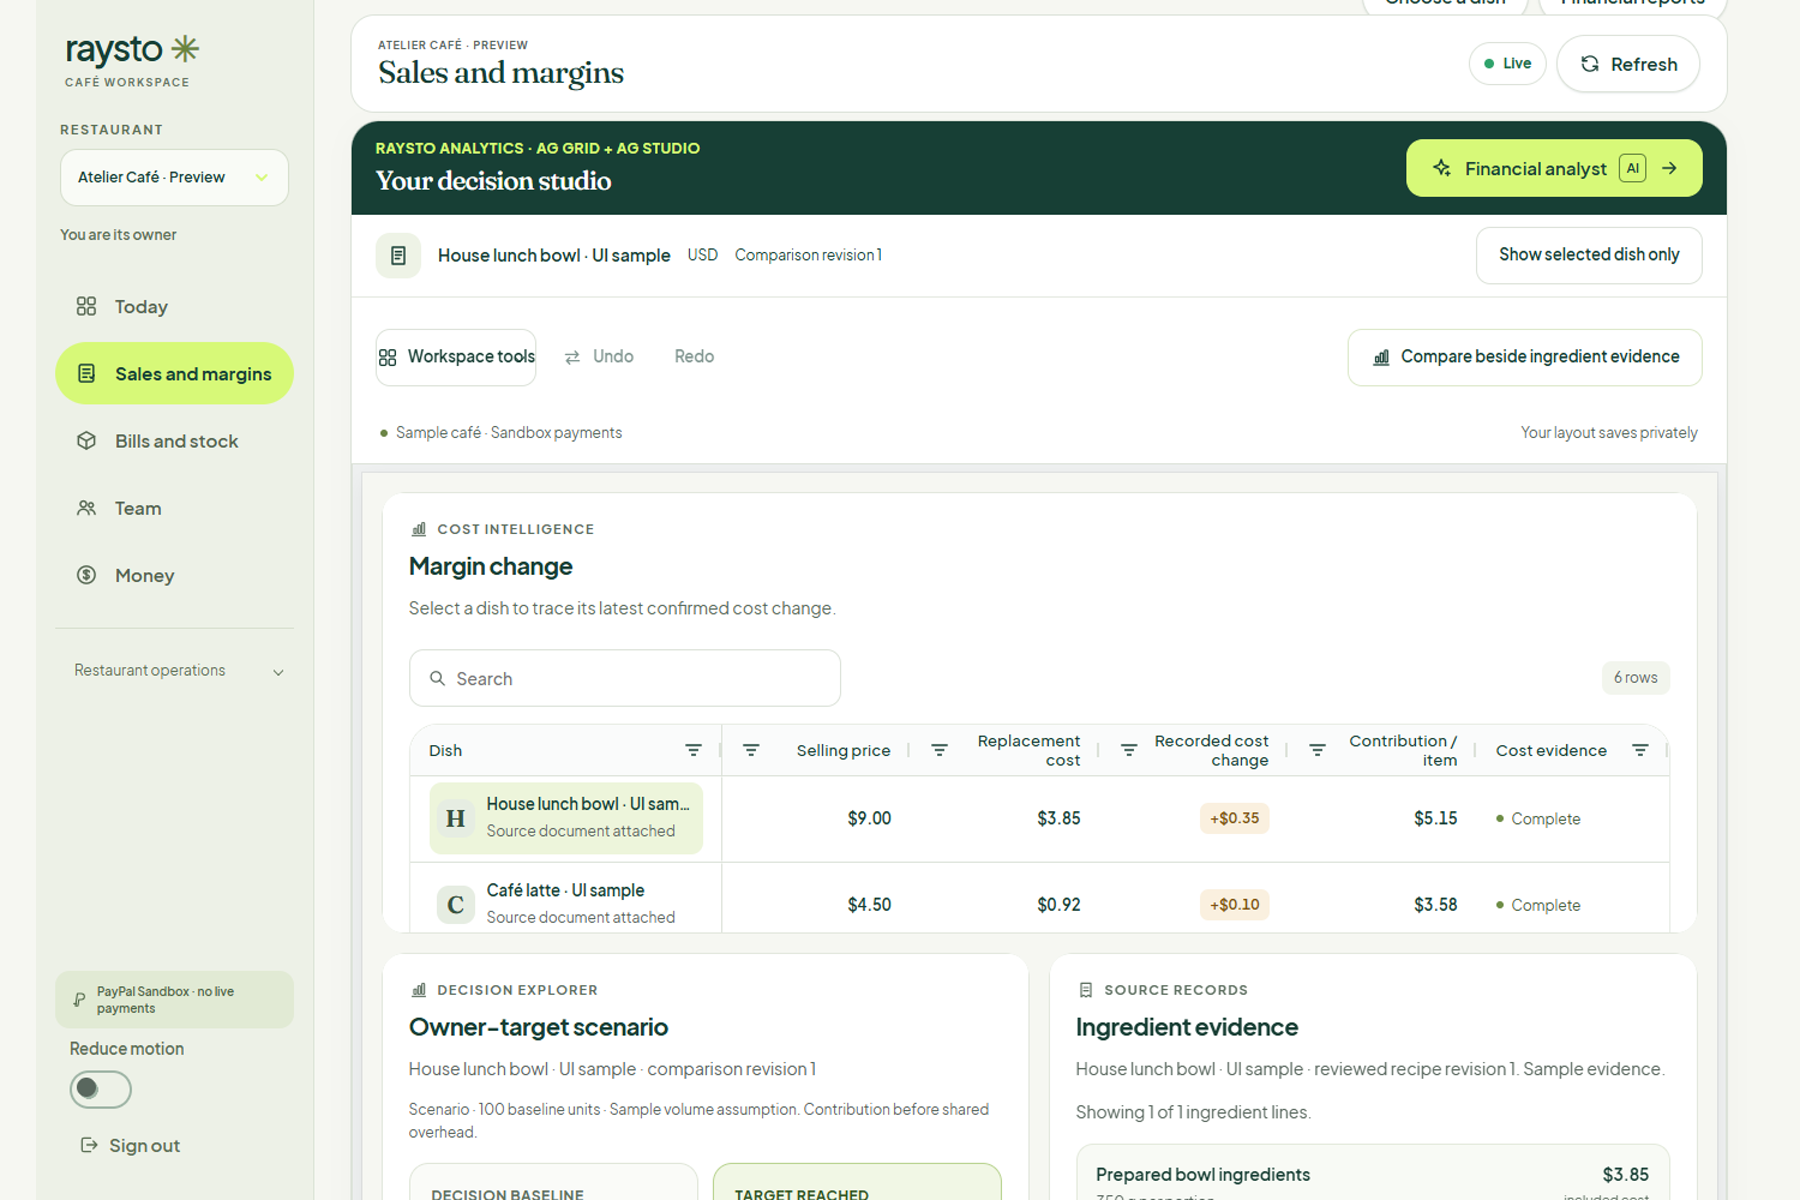 raysto
CAFÉ WORKSPACE
RESTAURANT
Atelier Café · Preview
You are its owner
Today
Sales and margins
Bills and stock
Team
Money
Restaurant operations
PayPal Sandbox · no live
payments
Reduce motion
Sign out
Choose a dish
Financial reports
ATELIER CAFÉ · PREVIEW
Sales and margins
Live
Refresh
RAYSTO ANALYTICS · AG GRID + AG STUDIO
Your decision studio
Financial analyst AI
House lunch bowl · UI sample USD Comparison revision 1
Show selected dish only
Workspace tools Undo Redo
Compare beside ingredient evidence
Sample café · Sandbox payments
Your layout saves privately
COST INTELLIGENCE
Margin change
Select a dish to trace its latest confirmed cost change.
Search
6 rows
Dish
Selling price
Replacement
cost
Recorded cost
change
Contribution /
item
Cost evidence
H
House lunch bowl · UI sam...
Source document attached
$9.00
$3.85
+$0.35
$5.15
Complete
C
Café latte · UI sample
Source document attached
$4.50
$0.92
+$0.10
$3.58
Complete
DECISION EXPLORER
Owner-target scenario
House lunch bowl · UI sample · comparison revision 1
Scenario · 100 baseline units · Sample volume assumption. Contribution before shared
overhead.
DECISION BASELINE
TARGET REACHED
SOURCE RECORDS
Ingredient evidence
House lunch bowl · UI sample · reviewed recipe revision 1. Sample evidence.
Showing 1 of 1 ingredient lines.
Prepared bowl ingredients
$3.85
included cost